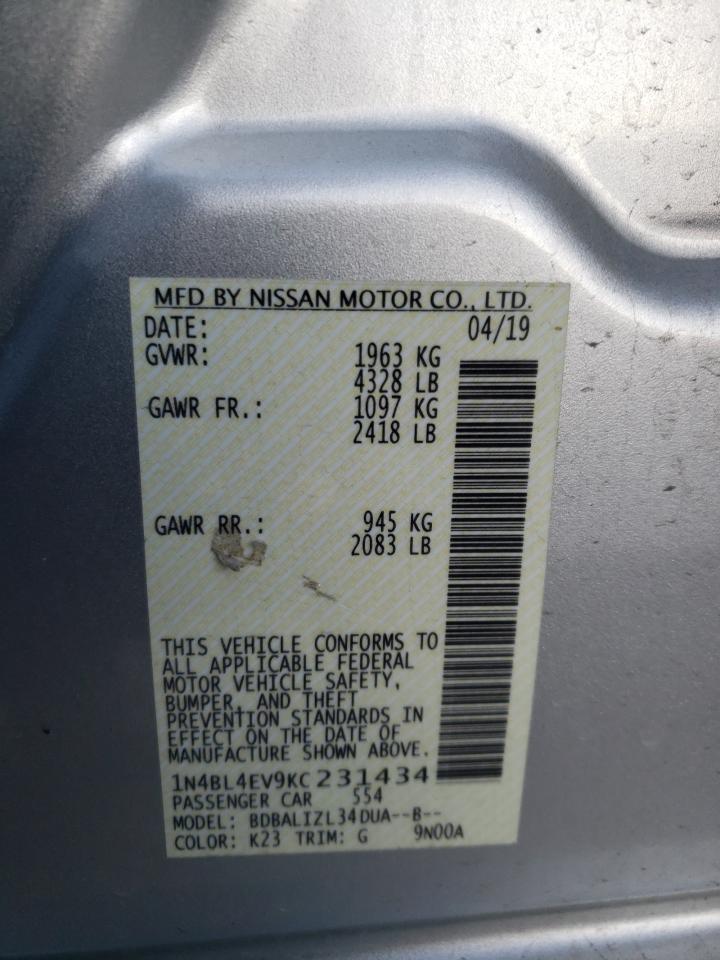 MFD BY NISSAN MOTOR CO., LTD.
DATE: 04/19
GVWR: 1963 KG
4328 LB
GAWR FR.: 1097 KG
2418 LB
GAWR RR.: 945 KG
2083 LB
THIS VEHICLE CONFORMS TO
ALL APPLICABLE FEDERAL
MOTOR VEHICLE SAFETY,
BUMPER, AND THEFT
PREVENTION STANDARDS IN
EFFECT ON THE DATE OF
MANUFACTURE SHOWN ABOVE.
1N4BL4EV9KC231434
PASSENGER CAR 554
MODEL: BDBALIZL34DUA--B--
COLOR: K23 TRIM: G 9N00A